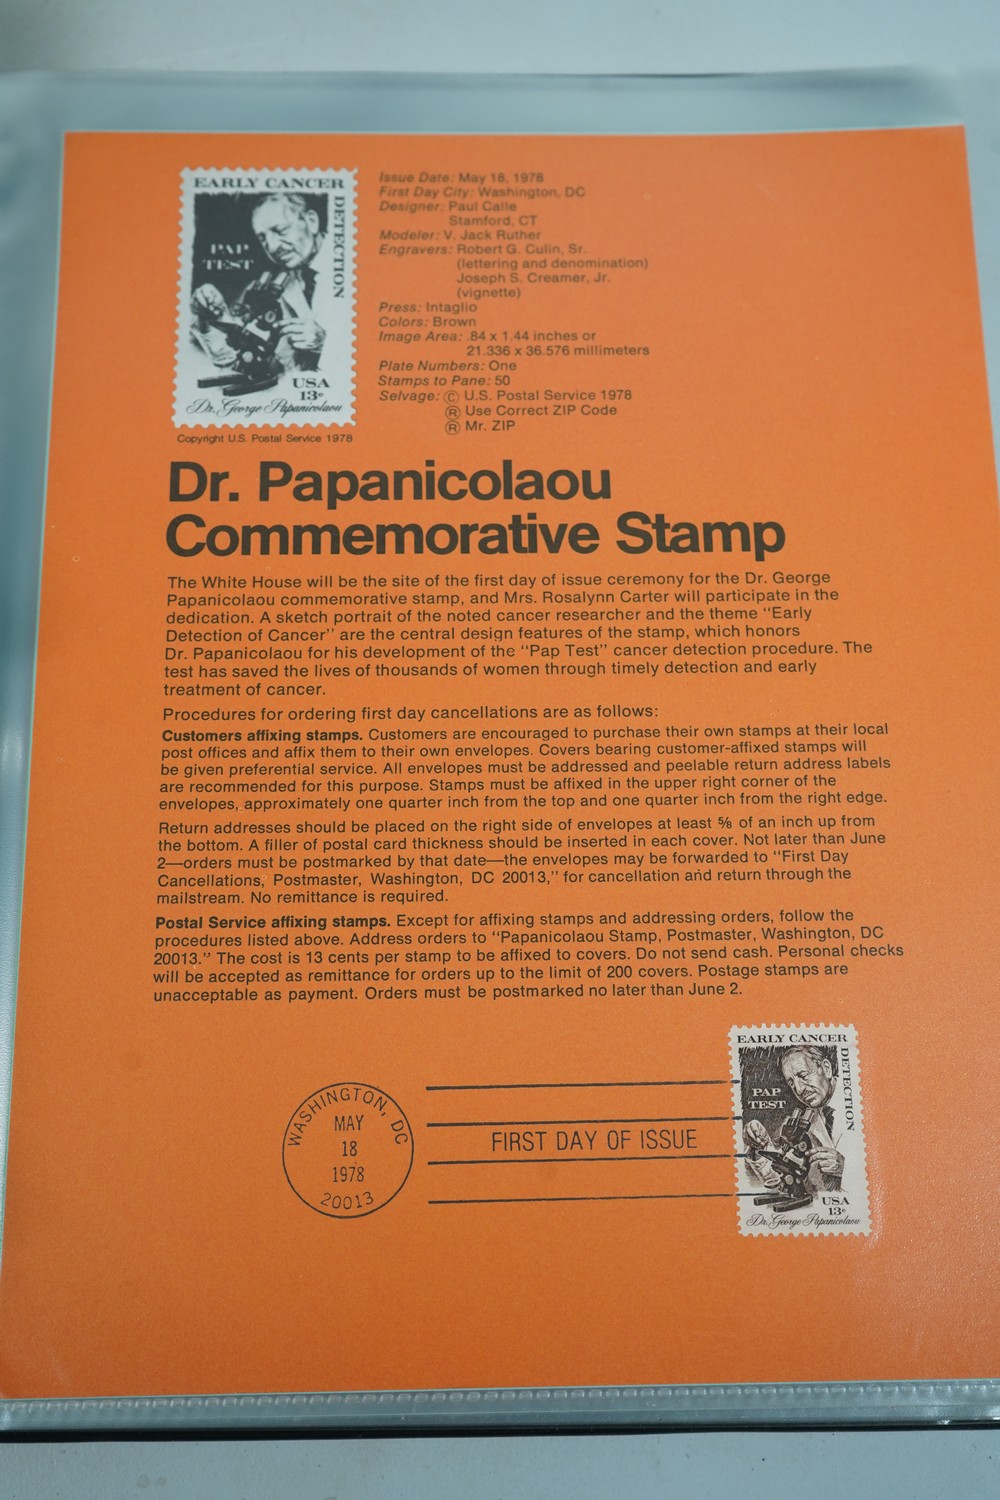 EARLY CANCER
DETECTION
PAP
TEST
USA
13c
Dr. George Papanicolaou
Copyright U.S. Postal Service 1978
Issue Date: May 18, 1978
First Day City: Washington, DC
Designer: Paul Calle
Stamford, CT
Modeler: V. Jack Ruther
Engravers: Robert G. Culin, Sr.
(lettering and denomination)
Joseph S. Creamer, Jr.
(vignette)
Press: Intaglio
Colors: Brown
Image Area: .84 x 1.44 inches or
21.336 x 36.576 millimeters
Plate Numbers: One
Stamps to Pane: 50
Selvage: Ⓒ U.S. Postal Service 1978
Ⓡ Use Correct ZIP Code
Ⓡ Mr. ZIP
Dr. Papanicolaou
Commemorative Stamp
The White House will be the site of the first day of issue ceremony for the Dr. George
Papanicolaou commemorative stamp, and Mrs. Rosalynn Carter will participate in the
dedication. A sketch portrait of the noted cancer researcher and the theme "Early
Detection of Cancer" are the central design features of the stamp, which honors
Dr. Papanicolaou for his development of the "Pap Test" cancer detection procedure. The
test has saved the lives of thousands of women through timely detection and early
treatment of cancer.
Procedures for ordering first day cancellations are as follows:
Customers affixing stamps. Customers are encouraged to purchase their own stamps at their local
post offices and affix them to their own envelopes. Covers bearing customer-affixed stamps will
be given preferential service. All envelopes must be addressed and peelable return address labels
are recommended for this purpose. Stamps must be affixed in the upper right corner of the
envelopes, approximately one quarter inch from the top and one quarter inch from the right edge.
Return addresses should be placed on the right side of envelopes at least ⅝ of an inch up from
the bottom. A filler of postal card thickness should be inserted in each cover. Not later than June
2—orders must be postmarked by that date—the envelopes may be forwarded to "First Day
Cancellations, Postmaster, Washington, DC 20013," for cancellation and return through the
mailstream. No remittance is required.
Postal Service affixing stamps. Except for affixing stamps and addressing orders, follow the
procedures listed above. Address orders to "Papanicolaou Stamp, Postmaster, Washington, DC
20013." The cost is 13 cents per stamp to be affixed to covers. Do not send cash. Personal checks
will be accepted as remittance for orders up to the limit of 200 covers. Postage stamps are
unacceptable as payment. Orders must be postmarked no later than June 2.
WASHINGTON, DC
MAY
18
1978
20013
FIRST DAY OF ISSUE
EARLY CANCER
DETECTION
PAP
TEST
USA
13c
Dr. George Papanicolaou